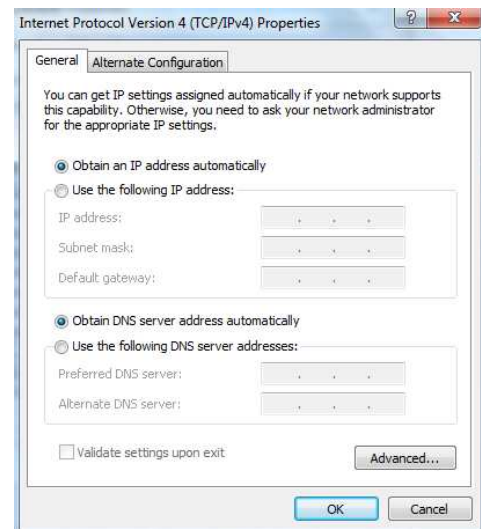 Internet Protocol Version 4 (TCP/IPv4) Properties
General
Alternate Configuration
You can get IP settings assigned automatically if your network supports
this capability. Otherwise, you need to ask your network administrator
for the appropriate IP settings.
Obtain an IP address automatically
Use the following IP address:
IP address:
Subnet mask:
Default gateway:
Obtain DNS server address automatically
Use the following DNS server addresses:
Preferred DNS server:
Alternate DNS server:
Validate settings upon exit
Advanced...
OK
Cancel